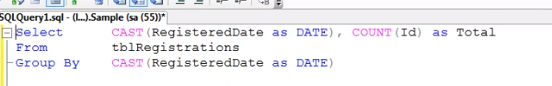 SQLQuery1.sql - (l...).Sample (sa (55))*
Select CAST(RegisteredDate as DATE), COUNT(Id) as Total
From tblRegistrations
Group By CAST(RegisteredDate as DATE)